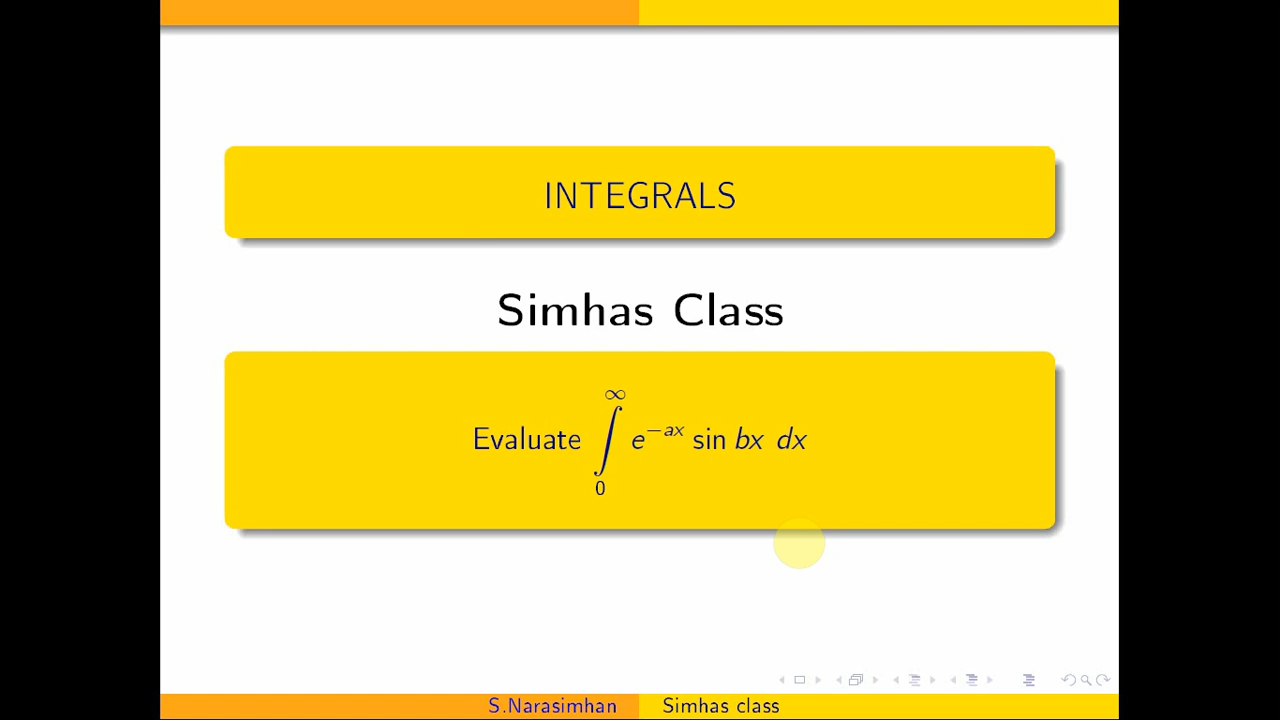 INTEGRALS
Simhas Class
Evaluate ∫₀^∞ e^{−ax} sin bx dx
S.Narasimhan Simhas class